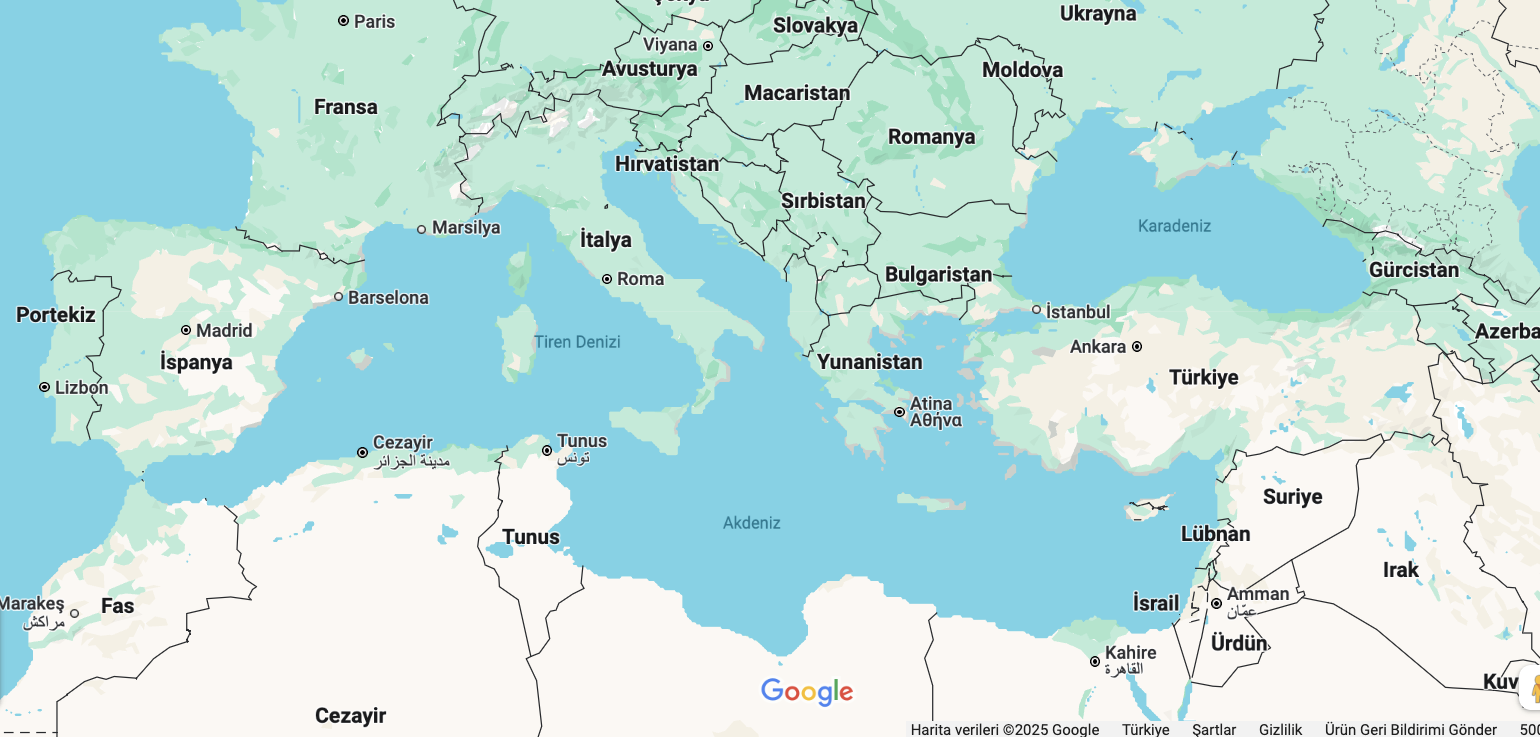 Paris
Slovakya
Ukrayna
Viyana
Avusturya
Moldova
Macaristan
Fransa
Romanya
Hırvatistan
Sırbistan
Marsilya
İtalya
Karadeniz
Bulgaristan
Gürcistan
Roma
Barselona
Portekiz
İstanbul
Madrid
Azerba
Tiren Denizi
Ankara
İspanya
Yunanistan
Türkiye
Lizbon
Atina
Αθήνα
Cezayir
مدينة الجزائر
Tunus
تونس
Suriye
Akdeniz
Lübnan
Tunus
Irak
Amman
عمّان
İsrail
Marakeş
مراكش
Fas
Ürdün
Kahire
القاهرة
Kuv
Google
Cezayir
Harita verileri ©2025 Google Türkiye Şartlar Gizlilik Ürün Geri Bildirimi Gönder 500